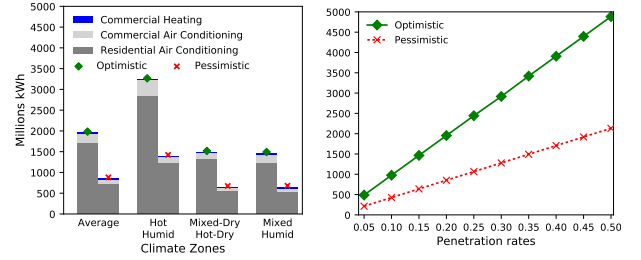 5000
4500
4000
3500
3000
2500
2000
1500
1000
500
0
Millions kWh
Commercial Heating
Commercial Air Conditioning
Residential Air Conditioning
Optimistic Pessimistic
Average Hot Mixed-Dry Mixed
Humid Hot-Dry Humid
Climate Zones
5000
4500
4000
3500
3000
2500
2000
1500
1000
500
0
Optimistic
Pessimistic
0.05 0.10 0.15 0.20 0.25 0.30 0.35 0.40 0.45 0.50
Penetration rates